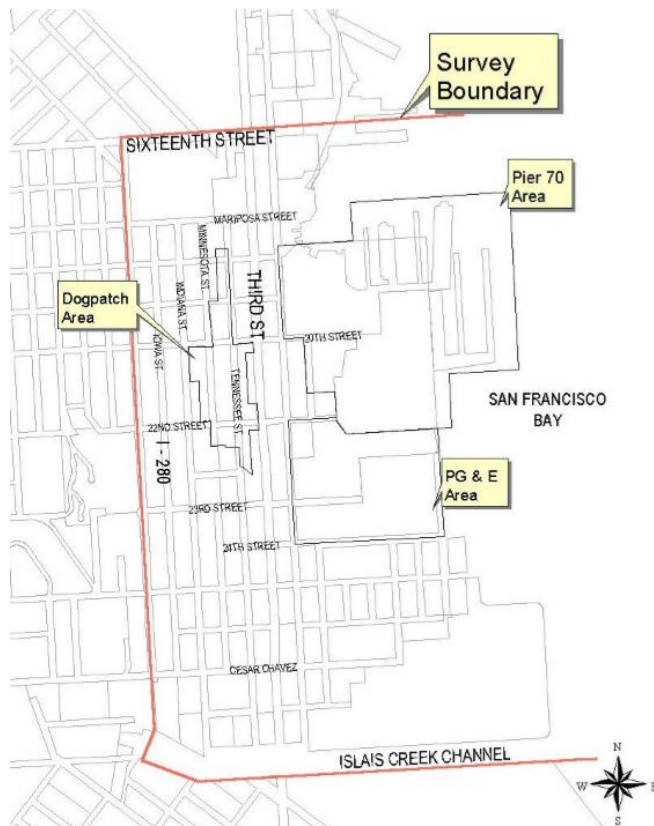 Survey
Boundary
SIXTEENTH STREET
Pier 70
Area
MARIPOSA STREET
MINNESOTA ST.
THIRD ST
INDIANA ST.
Dogpatch
Area
IOWA ST.
20TH STREET
TENNESSEE ST.
SAN FRANCISCO
BAY
22ND STREET
I - 280
PG & E
Area
23RD STREET
24TH STREET
CESAR CHAVEZ
ISLAIS CREEK CHANNEL
N
W
E
S